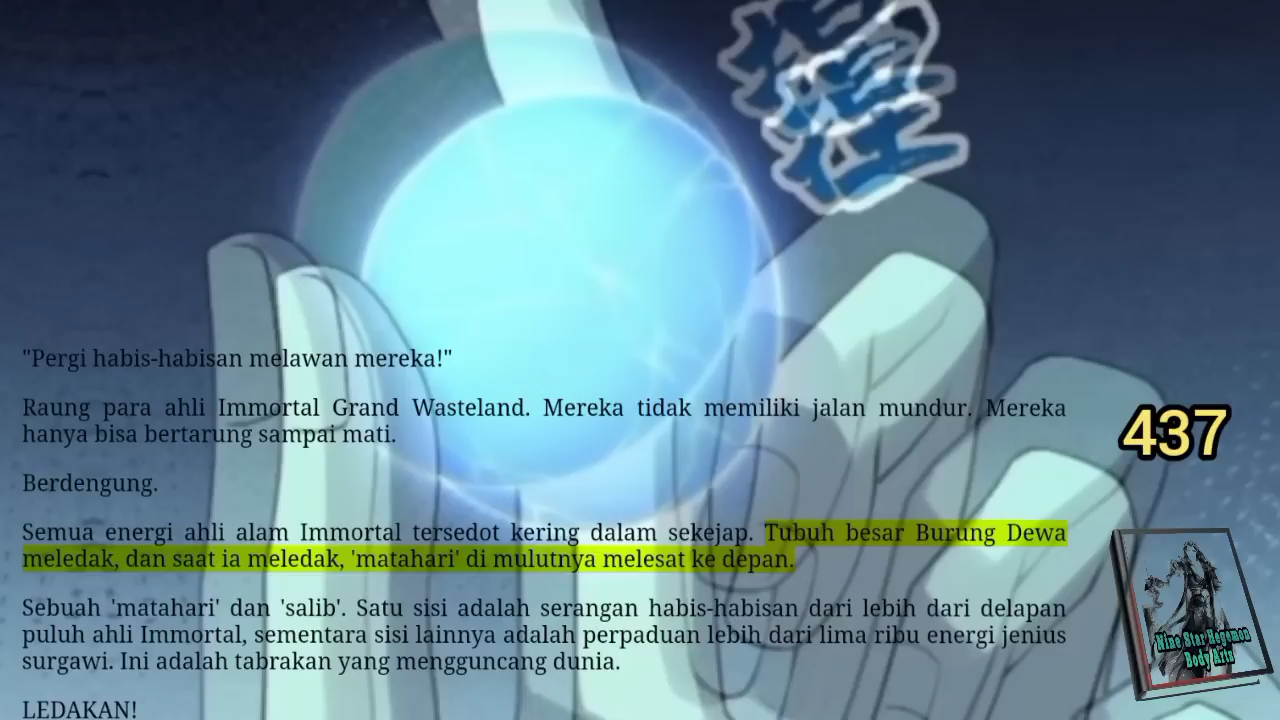 "Pergi habis-habisan melawan mereka!"
Raung para ahli Immortal Grand Wasteland. Mereka tidak memiliki jalan mundur. Mereka
hanya bisa bertarung sampai mati.
437
Berdengung.
Semua energi ahli alam Immortal tersedot kering dalam sekejap. Tubuh besar Burung Dewa
meledak, dan saat ia meledak, 'matahari' di mulutnya melesat ke depan.
Sebuah 'matahari' dan 'salib'. Satu sisi adalah serangan habis-habisan dari lebih dari delapan
puluh ahli Immortal, sementara sisi lainnya adalah perpaduan lebih dari lima ribu energi jenius
surgawi. Ini adalah tabrakan yang mengguncang dunia.
Nine Star Hegemon
Body Arts
LEDAKAN!